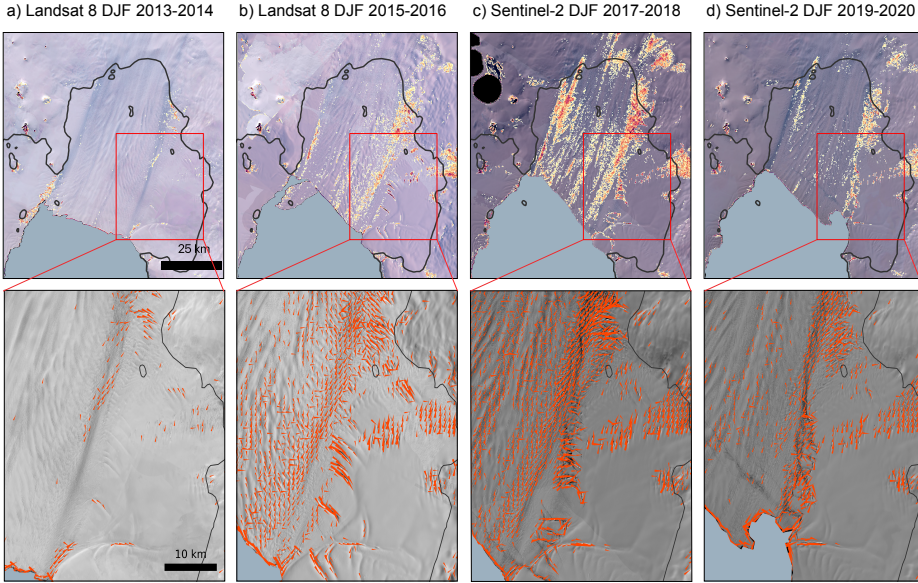 a) Landsat 8 DJF 2013-2014
b) Landsat 8 DJF 2015-2016
c) Sentinel-2 DJF 2017-2018
d) Sentinel-2 DJF 2019-2020
25 km
10 km